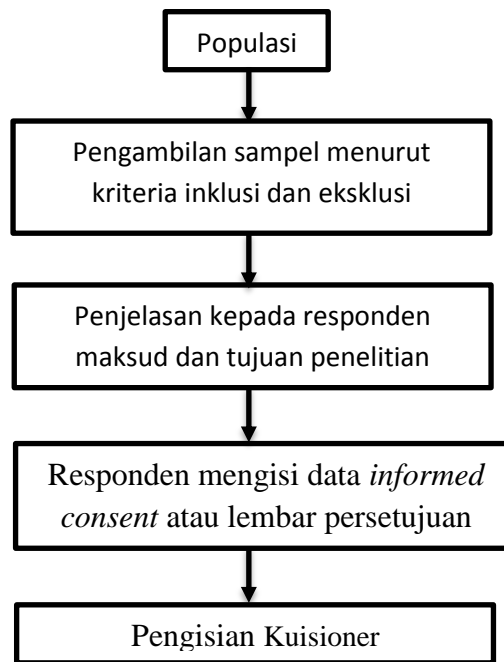 Populasi
Pengambilan sampel menurut
kriteria inklusi dan eksklusi
Penjelasan kepada responden
maksud dan tujuan penelitian
Responden mengisi data informed
consent atau lembar persetujuan
Pengisian Kuisioner